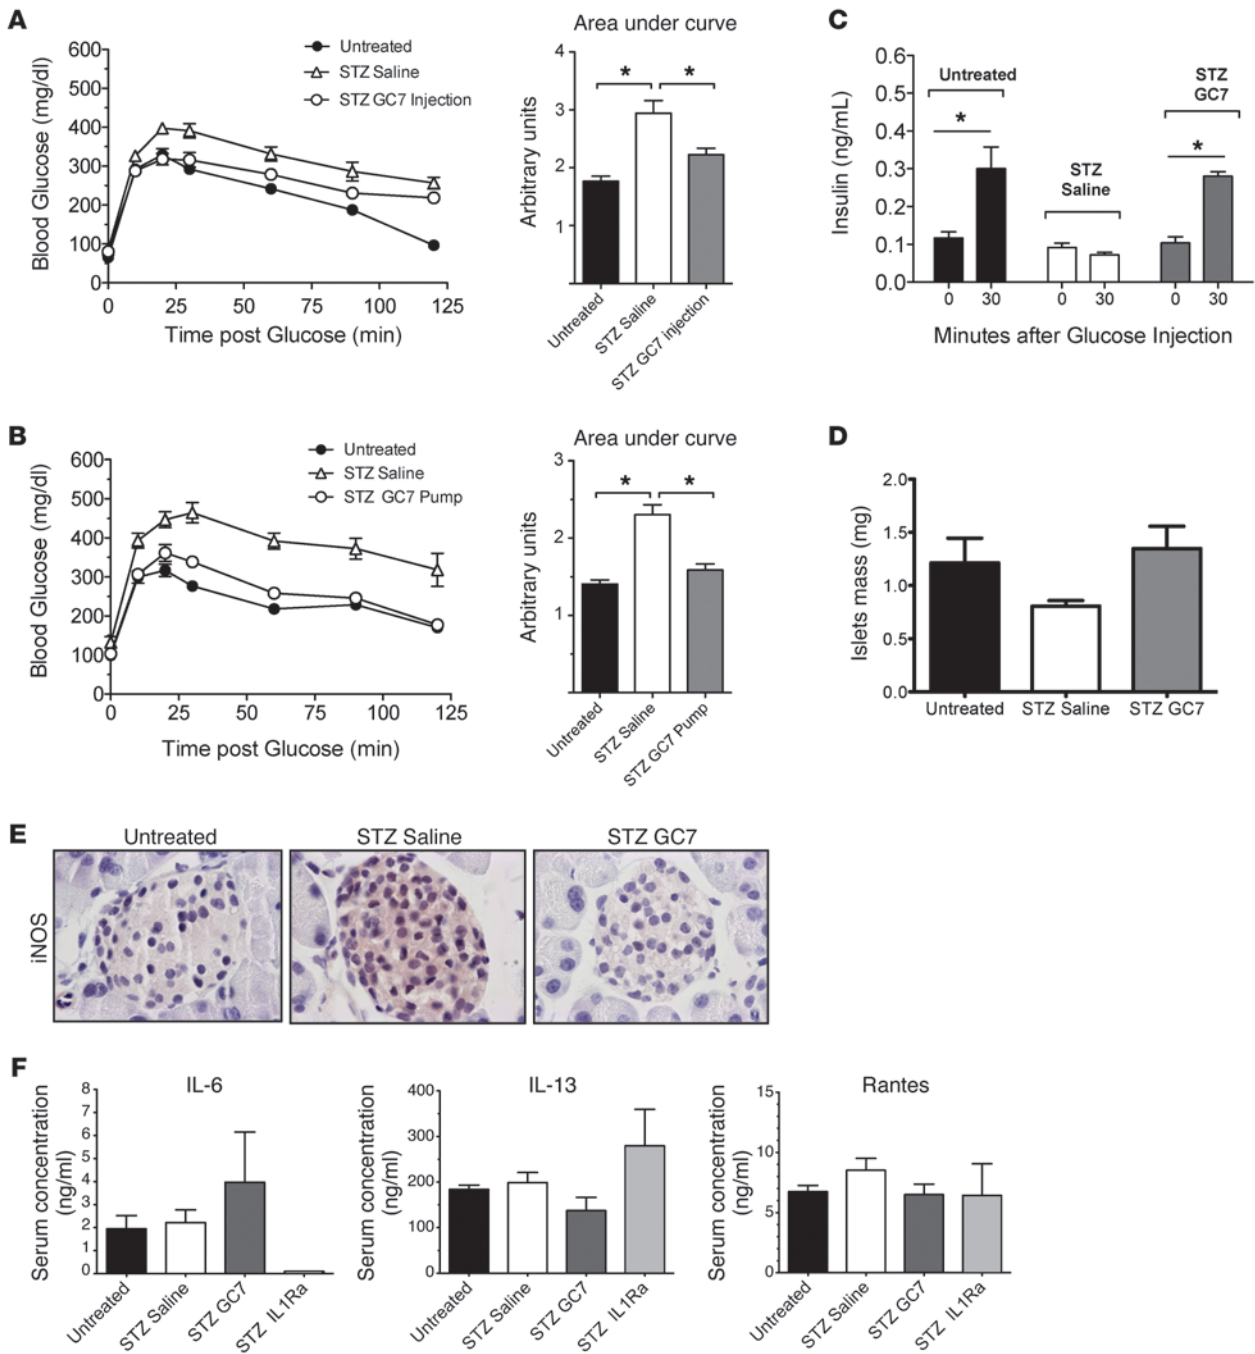 A
Untreated
STZ Saline
STZ GC7 Injection
600
500
400
300
200
100
0
Blood Glucose (mg/dl)
0 25 50 75 100 125
Time post Glucose (min)
Area under curve
4
3
2
1
Arbitrary units
* *
Untreated
STZ Saline
STZ GC7 injection
C
0.6
0.5
0.4
0.3
0.2
0.1
0.0
Insulin (ng/mL)
Untreated
*
STZ
Saline
STZ
GC7
*
0 30 0 30 0 30
Minutes after Glucose Injection
B
Untreated
STZ Saline
STZ GC7 Pump
600
500
400
300
200
100
0
Blood Glucose (mg/dl)
0 25 50 75 100 125
Time post Glucose (min)
Area under curve
3
2
1
Arbitrary units
* *
Untreated
STZ Saline
STZ GC7 Pump
D
2.0
1.5
1.0
0.5
0.0
Islets mass (mg)
Untreated STZ Saline STZ GC7
E
Untreated STZ Saline STZ GC7
iNOS
F
IL-6
8
7
6
5
4
3
2
1
0
Serum concentration
(ng/ml)
Untreated
STZ Saline
STZ GC7
STZ IL1Ra
IL-13
400
300
200
100
0
Serum concentration
(ng/ml)
Untreated
STZ Saline
STZ GC7
STZ IL1Ra
Rantes
15
10
5
0
Serum concentration
(ng/ml)
Untreated
STZ Saline
STZ GC7
STZ IL1Ra